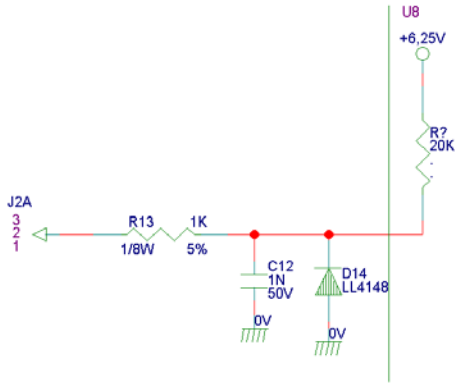 U8
+6,25V
R?
20K
.
.
J2A
3
2
1
R13 1K
1/8W 5%
C12
1N
50V
D14
LL4148
0V
0V